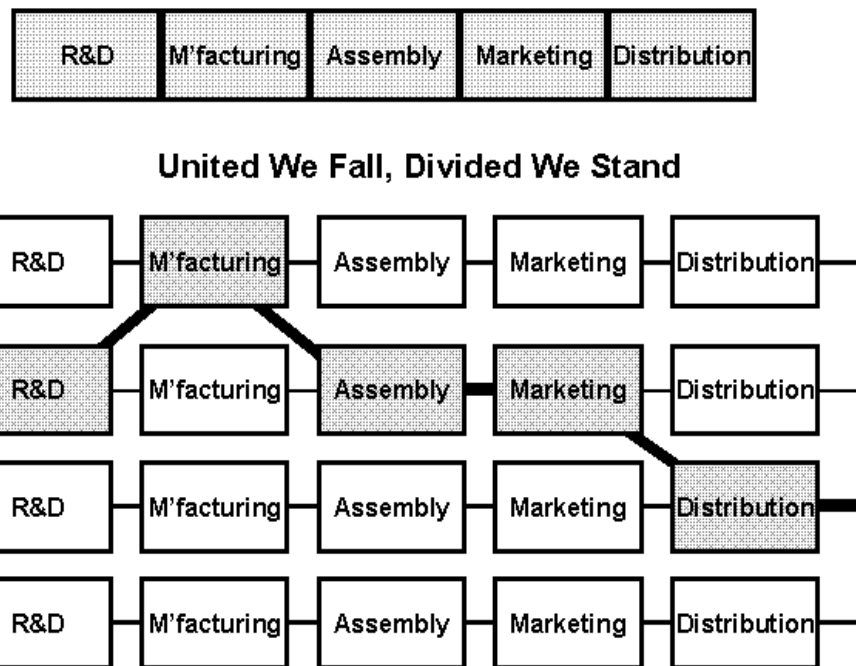 R&D M'facturing Assembly Marketing Distribution
United We Fall, Divided We Stand
R&D M'facturing Assembly Marketing Distribution
R&D M'facturing Assembly Marketing Distribution
R&D M'facturing Assembly Marketing Distribution
R&D M'facturing Assembly Marketing Distribution